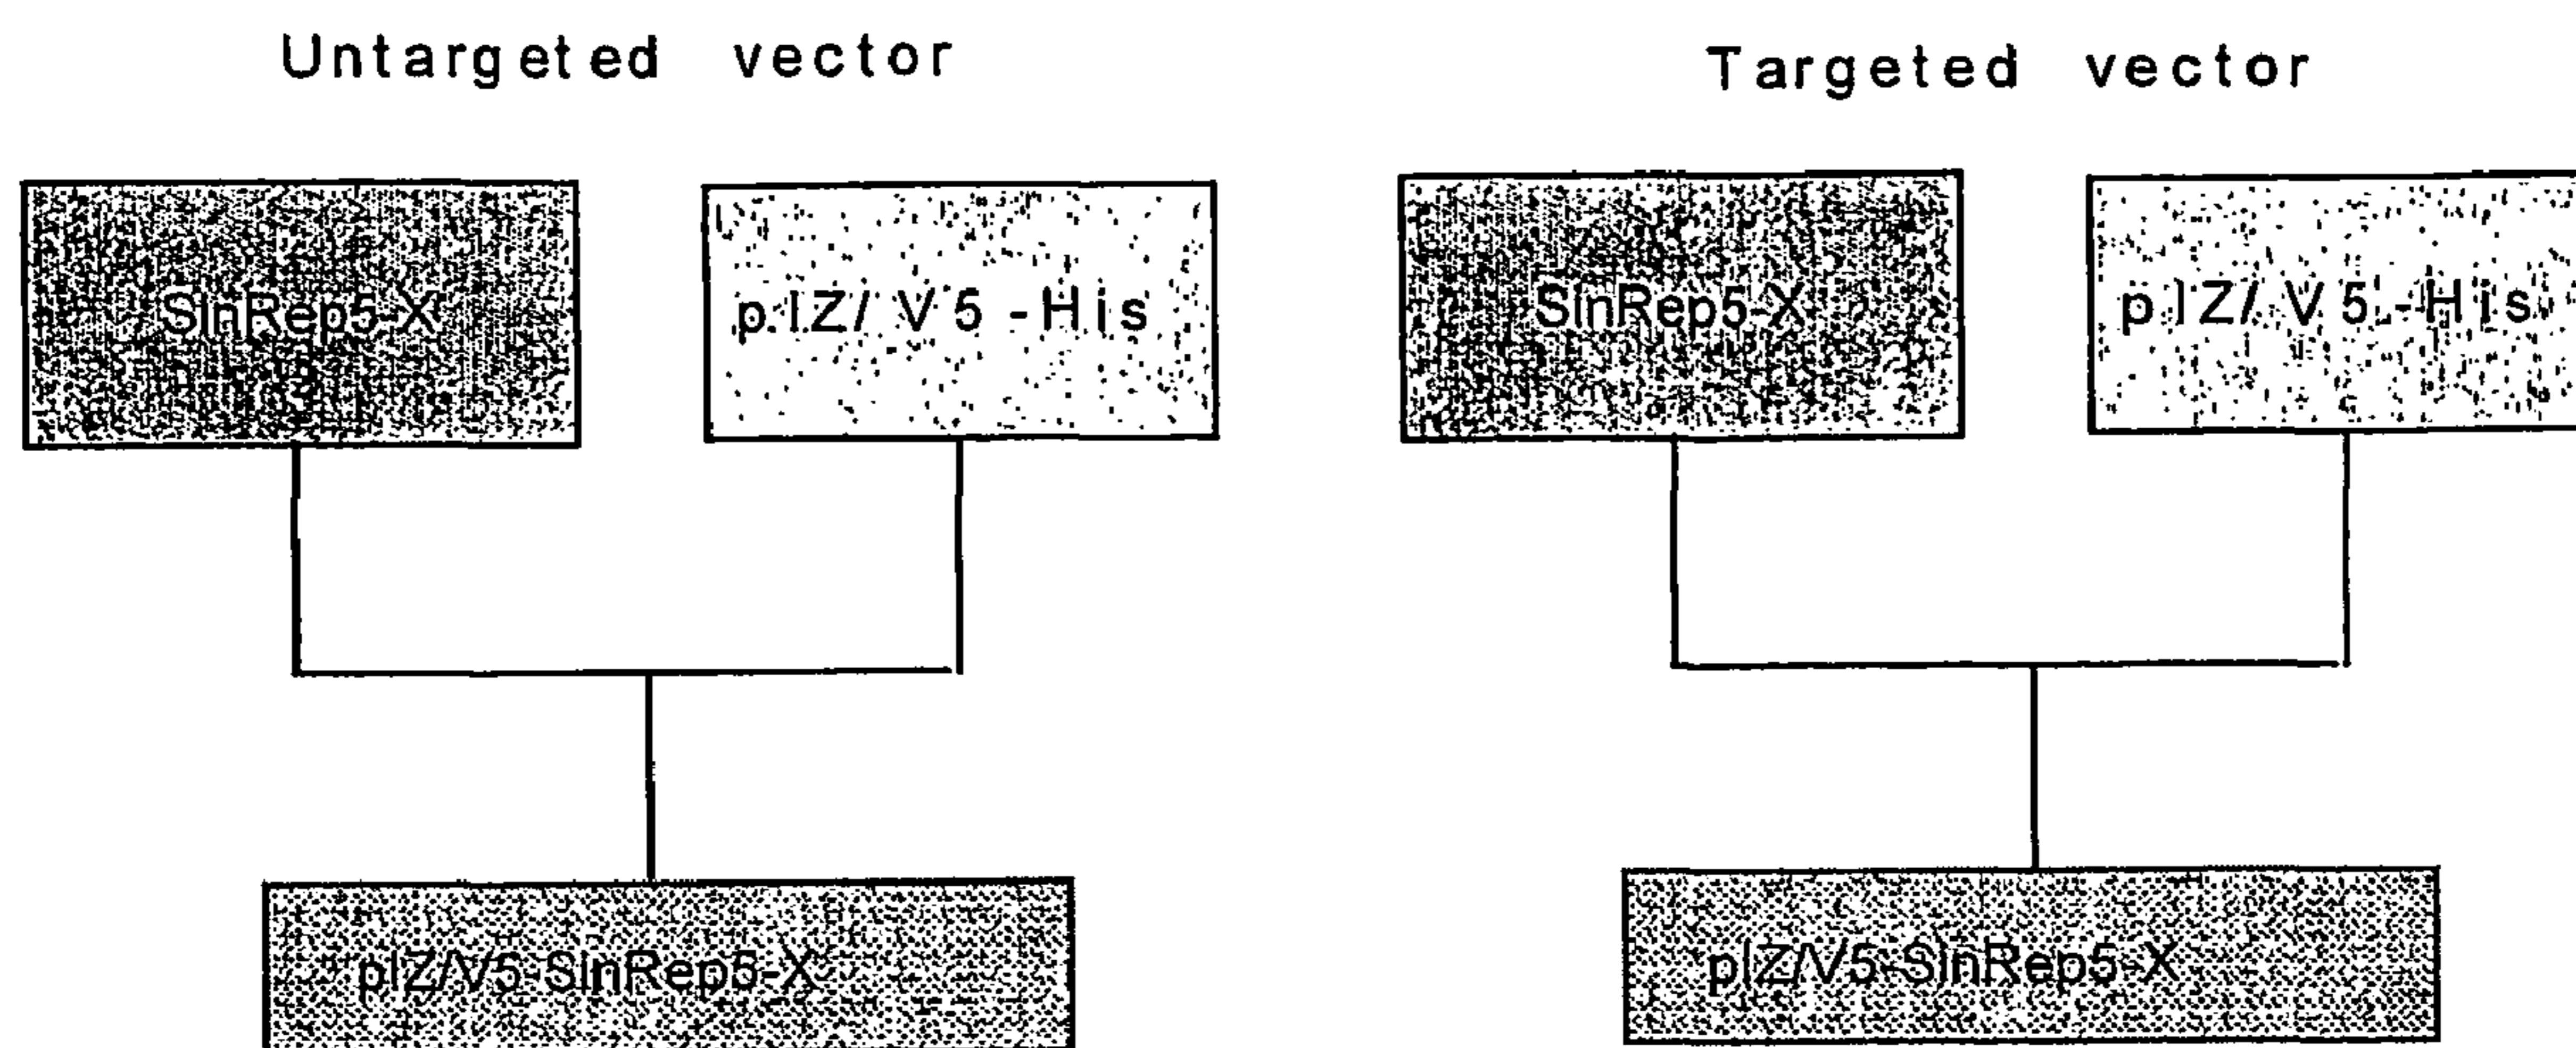 Untargeted vector
Targeted vector
SinRep5-X
pIZ/V5-His
SinRep5-X
pIZ/V5-His
pIZ/V5-SinRep5-X
pIZ/V5-SinRep5-X